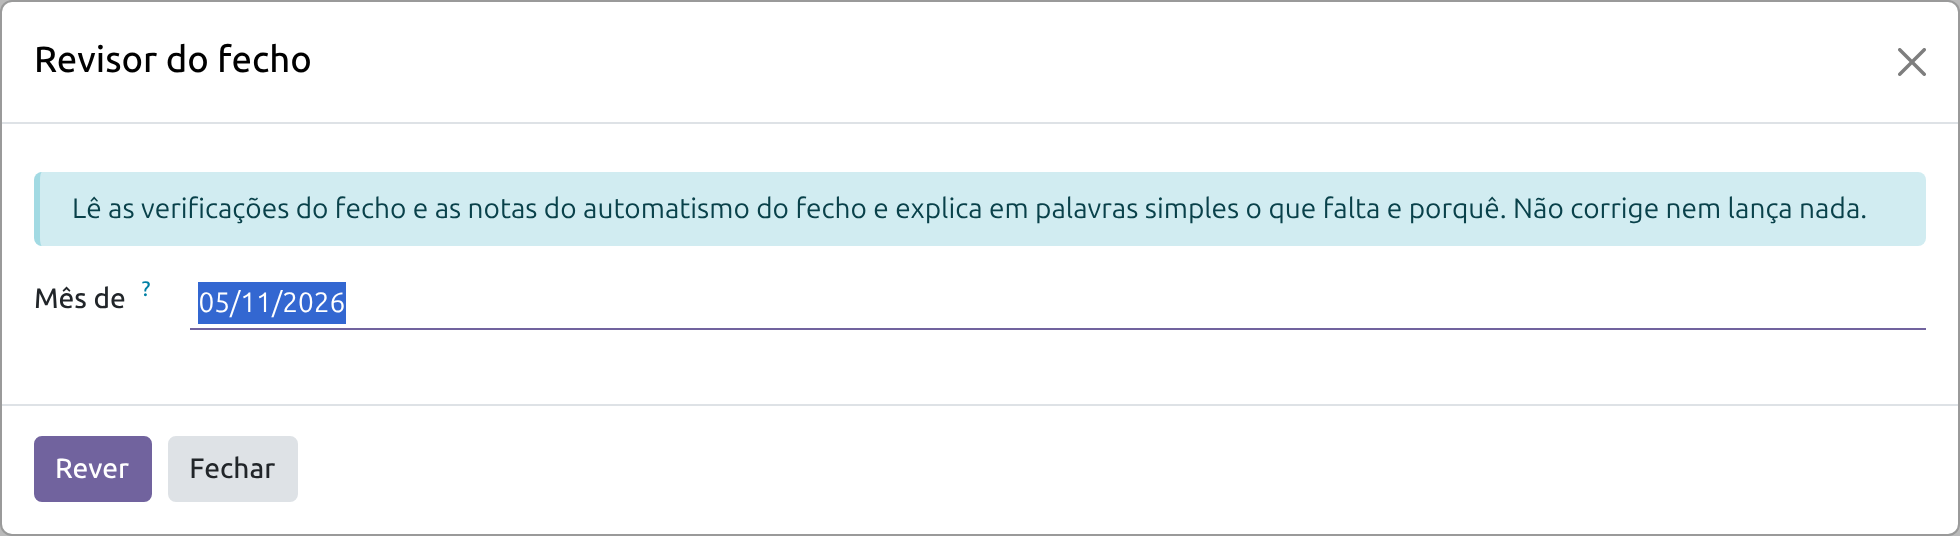 Revisor do fecho
Lê as verificações do fecho e as notas do automatismo do fecho e explica em palavras simples o que falta e porquê. Não corrige nem lança nada.
Mês de ? 05/11/2026
Rever Fechar